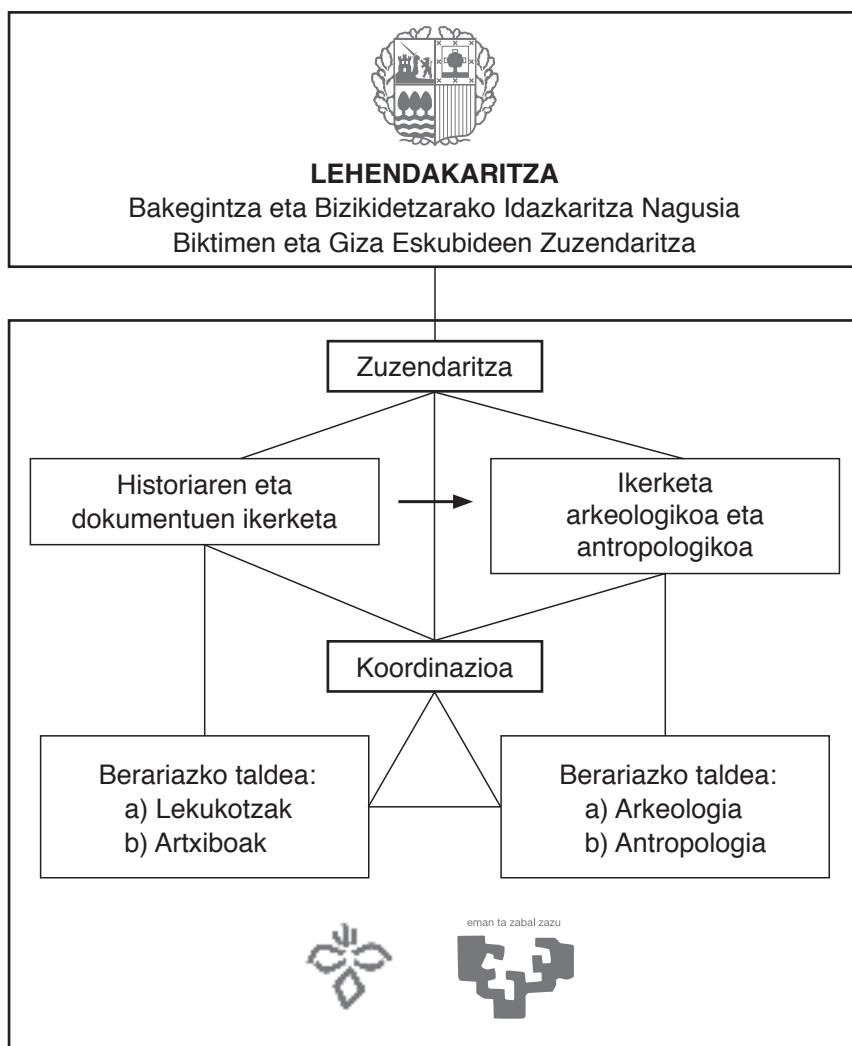 LEHENDAKARITZA
Bakegintza eta Bizikidetzarako Idazkaritza Nagusia
Biktimen eta Giza Eskubideen Zuzendaritza
Zuzendaritza
Historiaren eta
dokumentuen ikerketa
Ikerketa
arkeologikoa eta
antropologikoa
Koordinazioa
Berariazko taldea:
a) Lekukotzak
b) Artxiboak
Berariazko taldea:
a) Arkeologia
b) Antropologia
eman ta zabal zazu